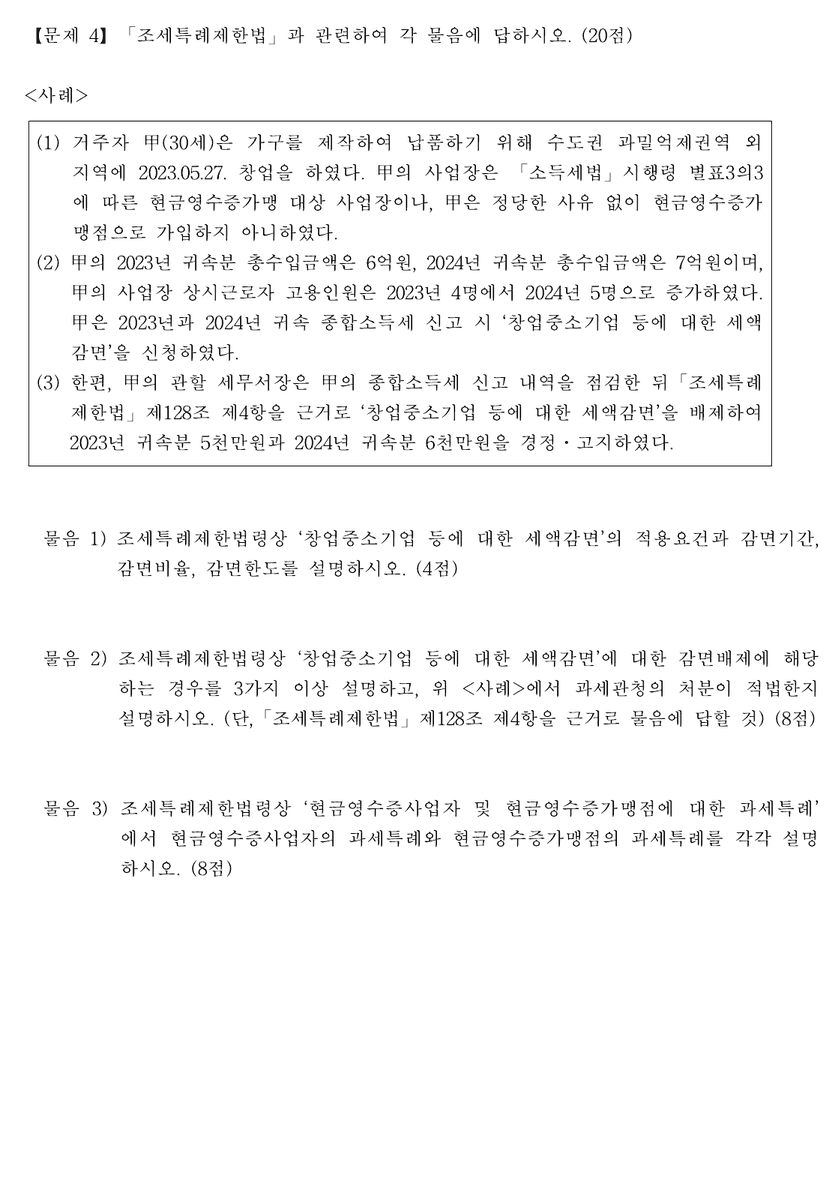 【문제 4】「조세특례제한법」과 관련하여 각 물음에 답하시오. (20점)
<사례>
(1) 거주자 甲(30세)은 가구를 제작하여 납품하기 위해 수도권 과밀억제권역 외
지역에 2023.05.27. 창업을 하였다. 甲의 사업장은 「소득세법」시행령 별표3의3
에 따른 현금영수증가맹 대상 사업장이나, 甲은 정당한 사유 없이 현금영수증가
맹점으로 가입하지 아니하였다.
(2) 甲의 2023년 귀속분 총수입금액은 6억원, 2024년 귀속분 총수입금액은 7억원이며,
甲의 사업장 상시근로자 고용인원은 2023년 4명에서 2024년 5명으로 증가하였다.
甲은 2023년과 2024년 귀속 종합소득세 신고 시 ‘창업중소기업 등에 대한 세액
감면’을 신청하였다.
(3) 한편, 甲의 관할 세무서장은 甲의 종합소득세 신고 내역을 점검한 뒤「조세특례
제한법」제128조 제4항을 근거로 ‘창업중소기업 등에 대한 세액감면’을 배제하여
2023년 귀속분 5천만원과 2024년 귀속분 6천만원을 경정・고지하였다.
물음 1) 조세특례제한법령상 ‘창업중소기업 등에 대한 세액감면’의 적용요건과 감면기간,
감면비율, 감면한도를 설명하시오. (4점)
물음 2) 조세특례제한법령상 ‘창업중소기업 등에 대한 세액감면’에 대한 감면배제에 해당
하는 경우를 3가지 이상 설명하고, 위 <사례>에서 과세관청의 처분이 적법한지
설명하시오. (단,「조세특례제한법」제128조 제4항을 근거로 물음에 답할 것) (8점)
물음 3) 조세특례제한법령상 ‘현금영수증사업자 및 현금영수증가맹점에 대한 과세특례’
에서 현금영수증사업자의 과세특례와 현금영수증가맹점의 과세특례를 각각 설명
하시오. (8점)